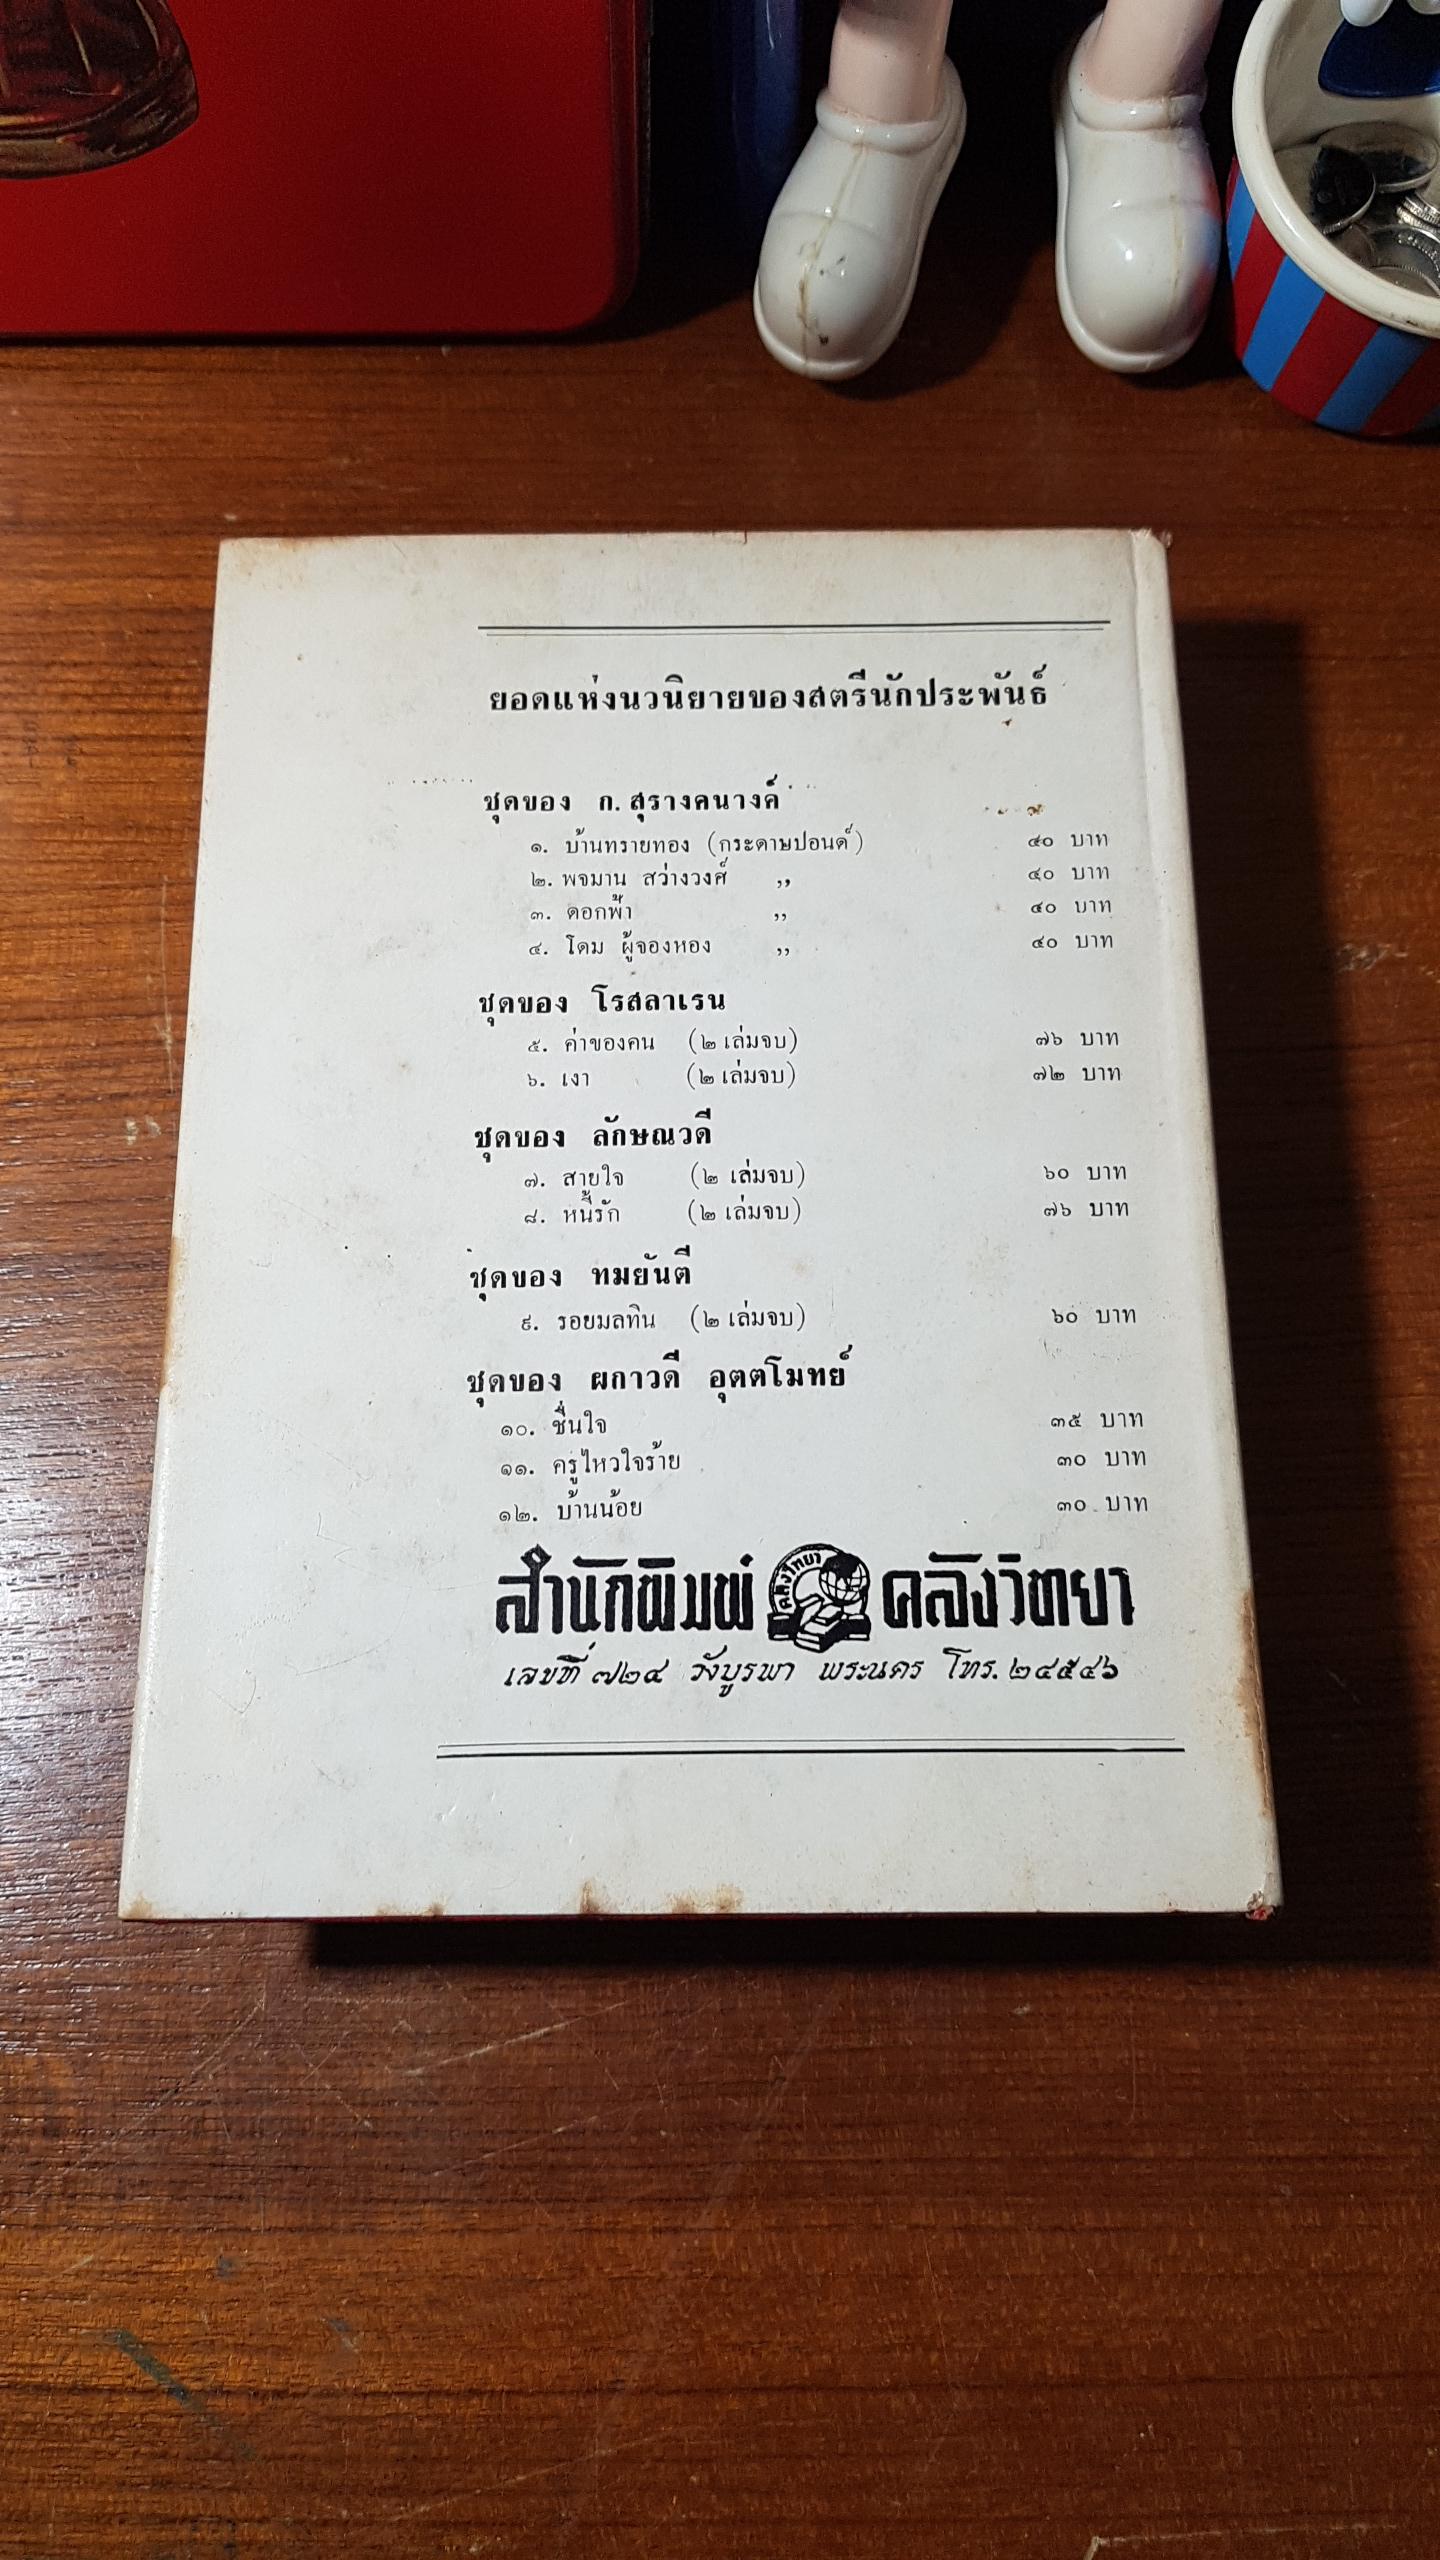 ยอดแห่งนวนิยายของสตรีนักประพันธ์
ชุดของ ก. สุรางคนางค์
๑. บ้านทรายทอง (กระดาษปอนด์) ๔๐ บาท
๒. พจมาน สว่างวงศ์ ,, ๔๐ บาท
๓. ดอกฟ้า ,, ๔๐ บาท
๔. โดม ผู้จองหอง ,, ๔๐ บาท
ชุดของ โรสลาเรน
๕. ค่าของคน (๒ เล่มจบ) ๗๖ บาท
๖. เงา (๒ เล่มจบ) ๗๒ บาท
ชุดของ ลักษณวดี
๗. สายใจ (๒ เล่มจบ) ๖๐ บาท
๘. หนี้รัก (๒ เล่มจบ) ๗๖ บาท
ชุดของ ทมยันตี
๙. รอยมลทิน (๒ เล่มจบ) ๖๐ บาท
ชุดของ ผกาวดี อุตตโมทย์
๑๐. ชื่นใจ ๓๕ บาท
๑๑. ครูไหวใจร้าย ๓๐ บาท
๑๒. บ้านน้อย ๓๐ บาท
สำนักพิมพ์ คลังวิทยา คลังวิทยา
เลขที่ ๗๒๔ วังบูรพา พระนคร โทร. ๒๔๕๔๖